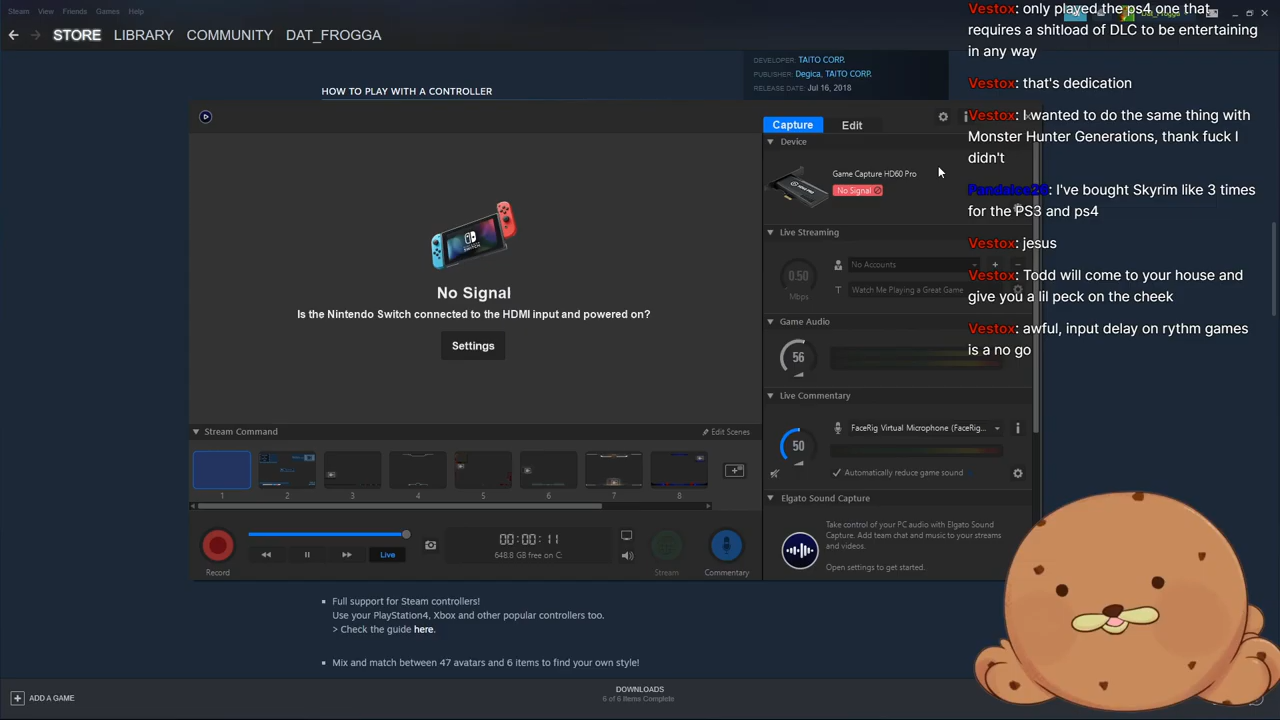 Steam View Friends Games Help
STORE LIBRARY COMMUNITY DAT_FROGGA
DEVELOPER: TAITO CORP.
PUBLISHER: Degica, TAITO CORP.
RELEASE DATE: Jul 16, 2018
HOW TO PLAY WITH A CONTROLLER
Capture Edit
Device
Game Capture HD60 Pro
No Signal
Live Streaming
0.50
Mbps
No Accounts
Watch Me Playing a Great Game
Game Audio
56
Live Commentary
50
FaceRig Virtual Microphone (FaceRig...
Automatically reduce game sound
Elgato Sound Capture
Take control of your PC audio with Elgato Sound
Capture. Add team chat and music to your streams
and videos.
Open settings to get started.
No Signal
Is the Nintendo Switch connected to the HDMI input and powered on?
Settings
Stream Command
Edit Scenes
1 2 3 4 5 6 7 8
Record
Live
00:00:11
648.8 GB free on C:
Stream
Commentary
Full support for Steam controllers!
Use your PlayStation4, Xbox and other popular controllers too.
> Check the guide here.
Mix and match between 47 avatars and 6 items to find your own style!
ADD A GAME
DOWNLOADS
6 of 6 Items Complete
Vestox: only played the ps4 one that
requires a shitload of DLC to be entertaining
in any way
Vestox: that's dedication
Vestox: I wanted to do the same thing with
Monster Hunter Generations, thank fuck I
didn't
: I've bought Skyrim like 3 times
for the PS3 and ps4
Vestox: jesus
Vestox: Todd will come to your house and
give you a lil peck on the cheek
Vestox: awful, input delay on rythm games
is a no go